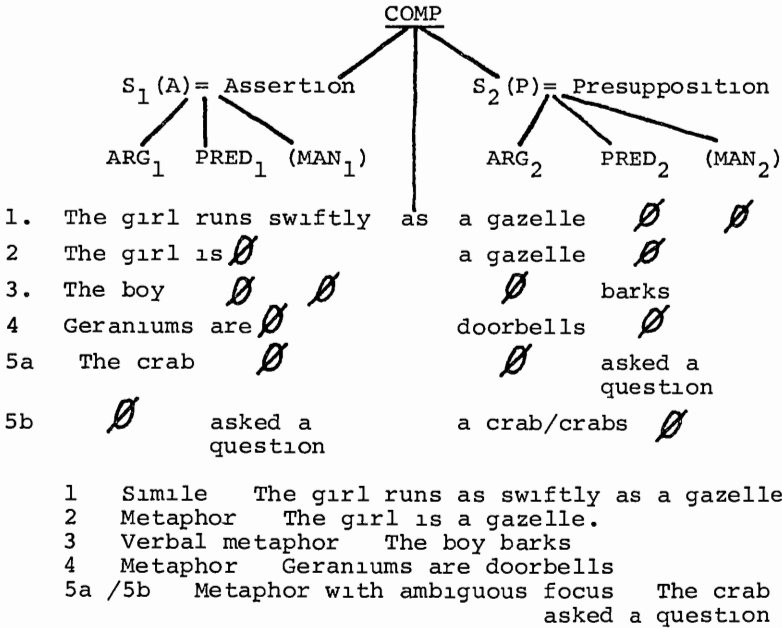 COMP
S1(A)= Assertion S2(P)= Presupposition
ARG1 PRED1 (MAN1) ARG2 PRED2 (MAN2)
1. The girl runs swiftly as a gazelle Ø Ø
2 The girl is Ø a gazelle Ø
3. The boy Ø Ø Ø barks
4 Geraniums are Ø doorbells Ø
5a The crab Ø Ø asked a
question
5b Ø asked a a crab/crabs Ø
question
1 Simile The girl runs as swiftly as a gazelle
2 Metaphor The girl is a gazelle.
3 Verbal metaphor The boy barks
4 Metaphor Geraniums are doorbells
5a /5b Metaphor with ambiguous focus The crab
asked a question